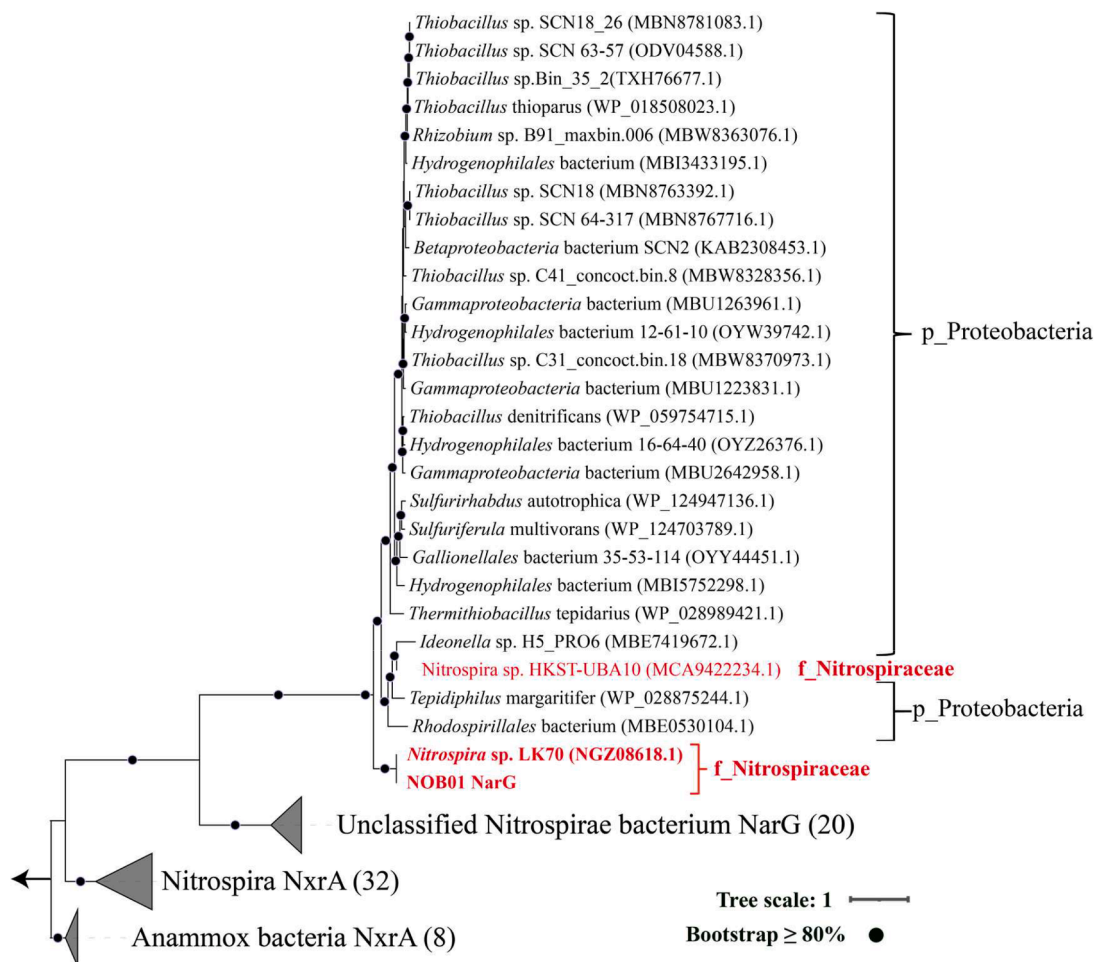 Thiobacillus sp. SCN18_26 (MBN8781083.1)
Thiobacillus sp. SCN 63-57 (ODV04588.1)
Thiobacillus sp.Bin_35_2(TXH76677.1)
Thiobacillus thioparus (WP_018508023.1)
Rhizobium sp. B91_maxbin.006 (MBW8363076.1)
Hydrogenophilales bacterium (MBI3433195.1)
Thiobacillus sp. SCN18 (MBN8763392.1)
Thiobacillus sp. SCN 64-317 (MBN8767716.1)
Betaproteobacteria bacterium SCN2 (KAB2308453.1)
Thiobacillus sp. C41_concoct.bin.8 (MBW8328356.1)
Gammaproteobacteria bacterium (MBU1263961.1)
Hydrogenophilales bacterium 12-61-10 (OYW39742.1)
p_Proteobacteria
Thiobacillus sp. C31_concoct.bin.18 (MBW8370973.1)
Gammaproteobacteria bacterium (MBU1223831.1)
Thiobacillus denitrificans (WP_059754715.1)
Hydrogenophilales bacterium 16-64-40 (OYZ26376.1)
Gammaproteobacteria bacterium (MBU2642958.1)
Sulfurirhabdus autotrophica (WP_124947136.1)
Sulfuriferula multivorans (WP_124703789.1)
Gallionellales bacterium 35-53-114 (OYY44451.1)
Hydrogenophilales bacterium (MBI5752298.1)
Thermithiobacillus tepidarius (WP_028989421.1)
Ideonella sp. H5_PRO6 (MBE7419672.1)
Nitrospira sp. HKST-UBA10 (MCA9422234.1) f_Nitrospiraceae
Tepidiphilus margaritifer (WP_028875244.1)
p_Proteobacteria
Rhodospirillales bacterium (MBE0530104.1)
Nitrospira sp. LK70 (NGZ08618.1)
f_Nitrospiraceae
NOB01 NarG
Unclassified Nitrospirae bacterium NarG (20)
Nitrospira NxrA (32)
Anammox bacteria NxrA (8)
Tree scale: 1
Bootstrap ≥ 80%